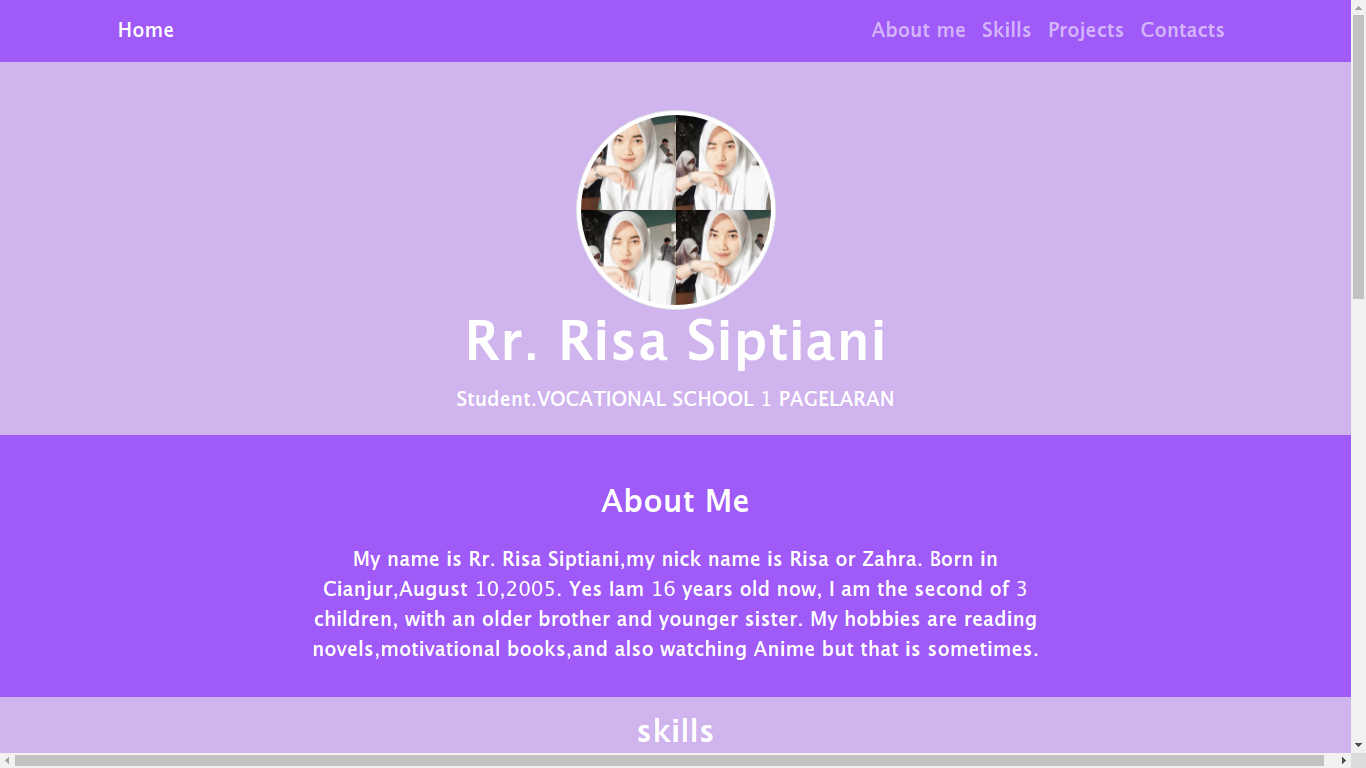 Home
About me Skills Projects Contacts
Rr. Risa Siptiani
Student.VOCATIONAL SCHOOL 1 PAGELARAN
About Me
My name is Rr. Risa Siptiani,my nick name is Risa or Zahra. Born in
Cianjur,August 10,2005. Yes Iam 16 years old now, I am the second of 3
children, with an older brother and younger sister. My hobbies are reading
novels,motivational books,and also watching Anime but that is sometimes.
skills